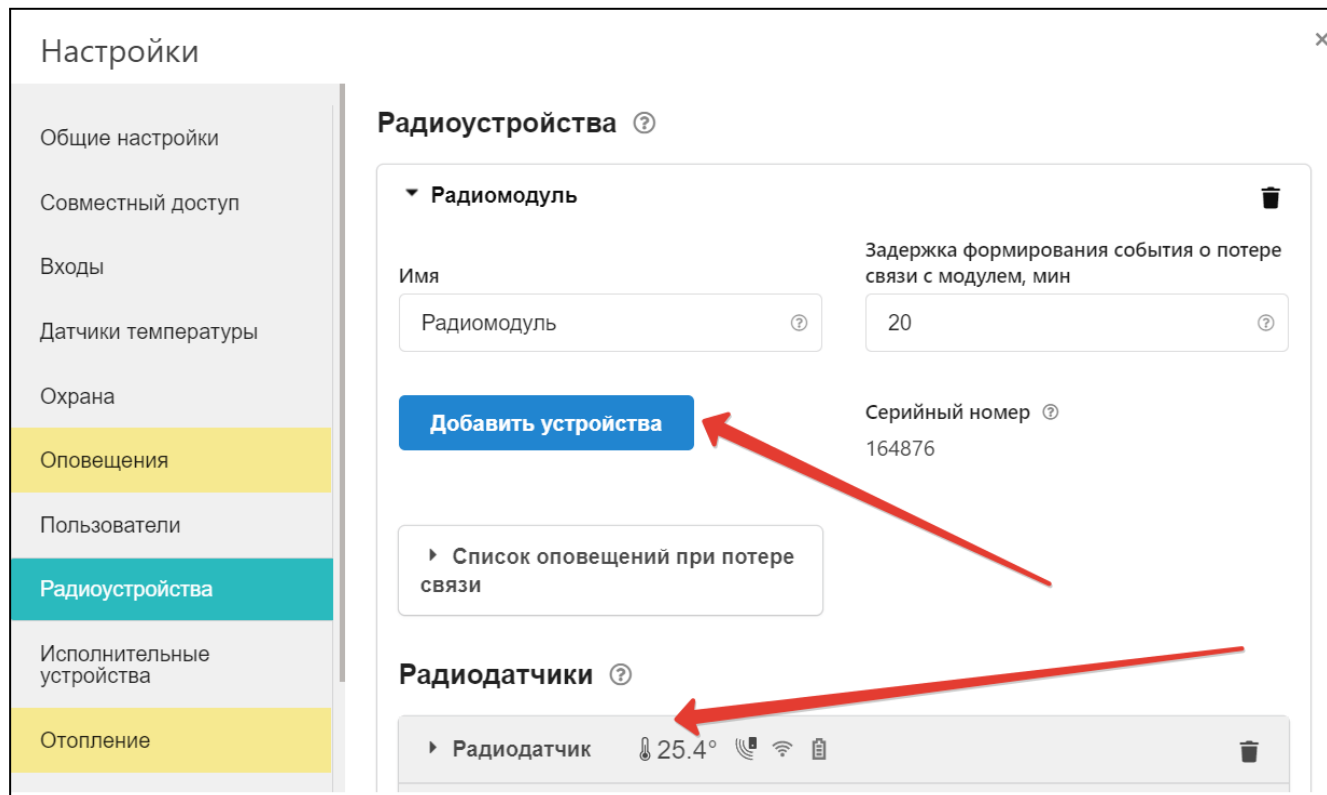 Настройки
Общие настройки
Совместный доступ
Входы
Датчики температуры
Охрана
Оповещения
Пользователи
Радиоустройства
Исполнительные
устройства
Отопление
Радиоустройства
Радиомодуль
Имя
Радиомодуль
Задержка формирования события о потере
связи с модулем, мин
20
Добавить устройства
Серийный номер
164876
Список оповещений при потере
связи
Радиодатчики
Радиодатчик 25.4°